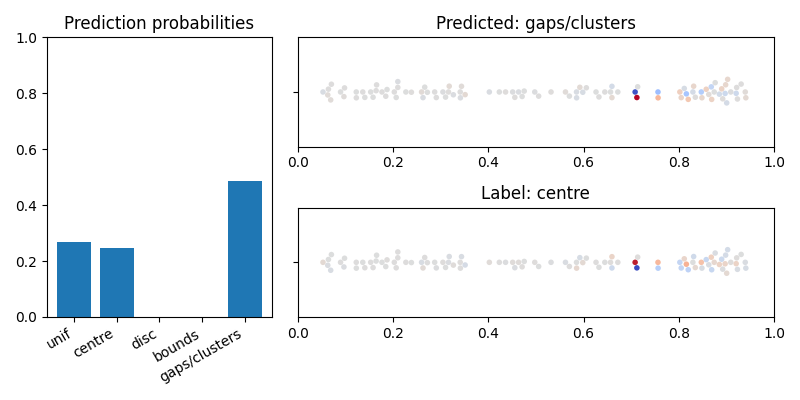 Prediction probabilities
1.0
0.8
0.6
0.4
0.2
0.0
unif
centre
disc
bounds
gaps/clusters
Predicted: gaps/clusters
0.0 0.2 0.4 0.6 0.8 1.0
Label: centre
0.0 0.2 0.4 0.6 0.8 1.0